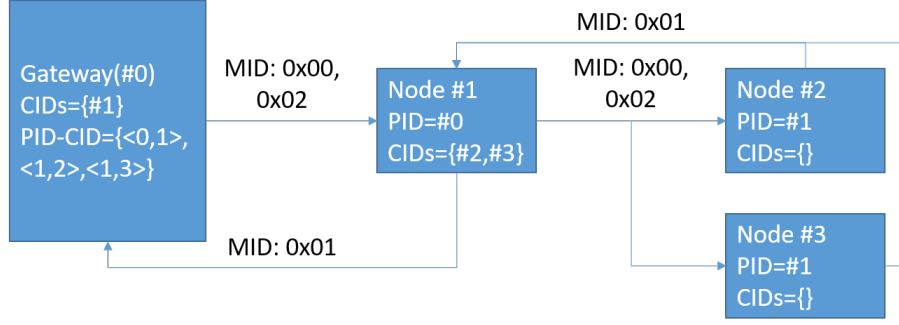 MID: 0x01
Gateway(#0)
CIDs={#1}
PID-CID={<0,1>,
<1,2>,<1,3>}
MID: 0x00,
0x02
Node #1
PID=#0
CIDs={#2,#3}
MID: 0x00,
0x02
Node #2
PID=#1
CIDs={}
MID: 0x01
Node #3
PID=#1
CIDs={}